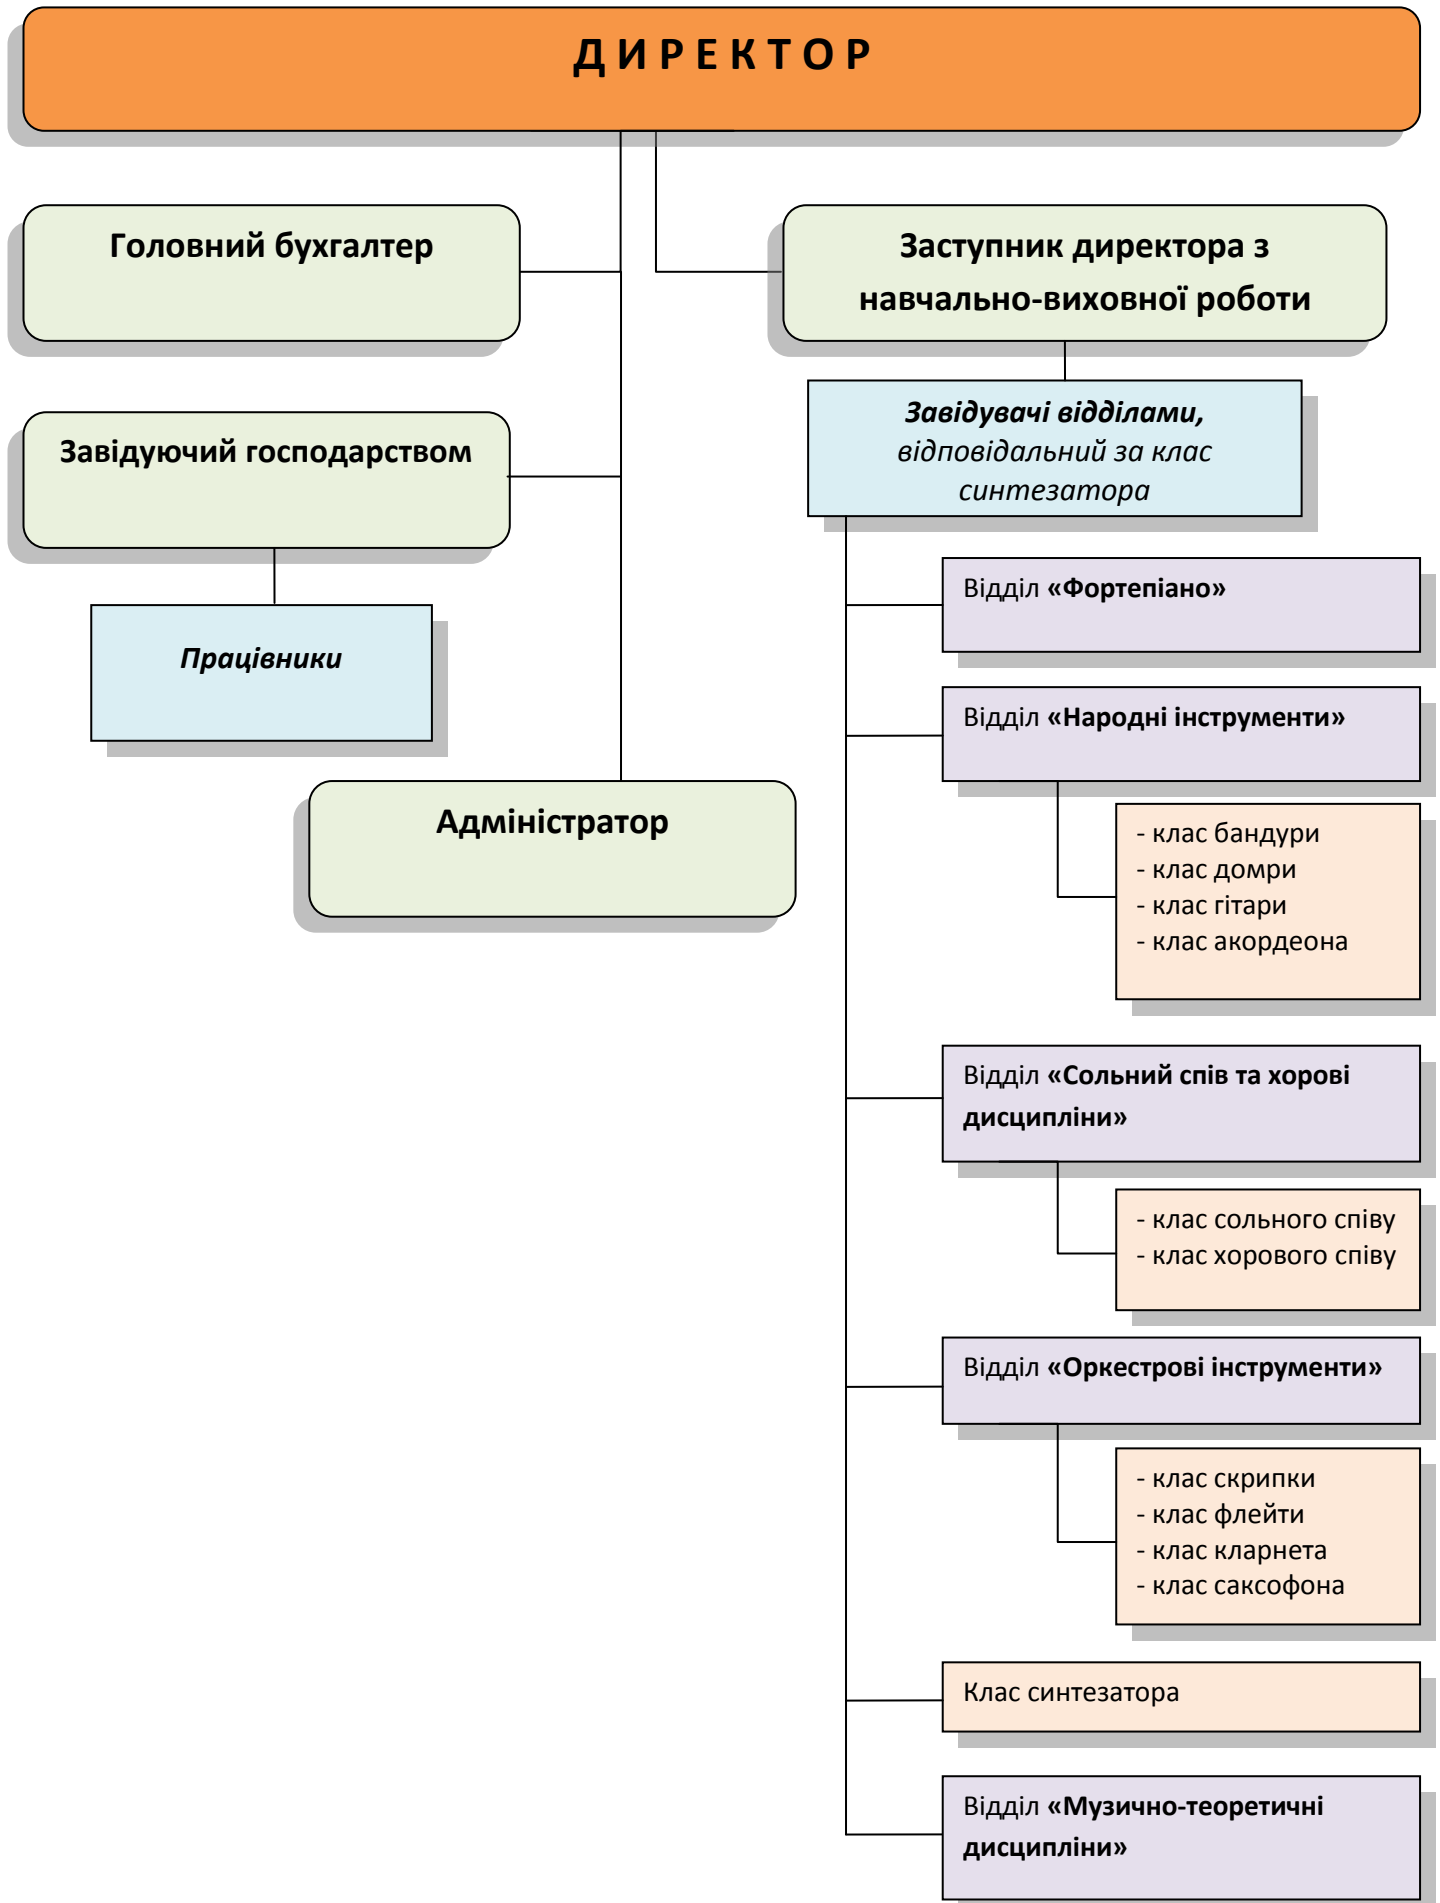 Д И Р Е К Т О Р
Головний бухгалтер
Заступник директора з
навчально-виховної роботи
Завідуючий господарством
Завідувачі відділами,
відповідальний за клас
синтезатора
Працівники
Адміністратор
Відділ «Фортепіано»
Відділ «Народні інструменти»
- клас бандури
- клас домри
- клас гітари
- клас акордеона
Відділ «Сольний спів та хорові
дисципліни»
- клас сольного співу
- клас хорового співу
Відділ «Оркестрові інструменти»
- клас скрипки
- клас флейти
- клас кларнета
- клас саксофона
Клас синтезатора
Відділ «Музично-теоретичні
дисципліни»